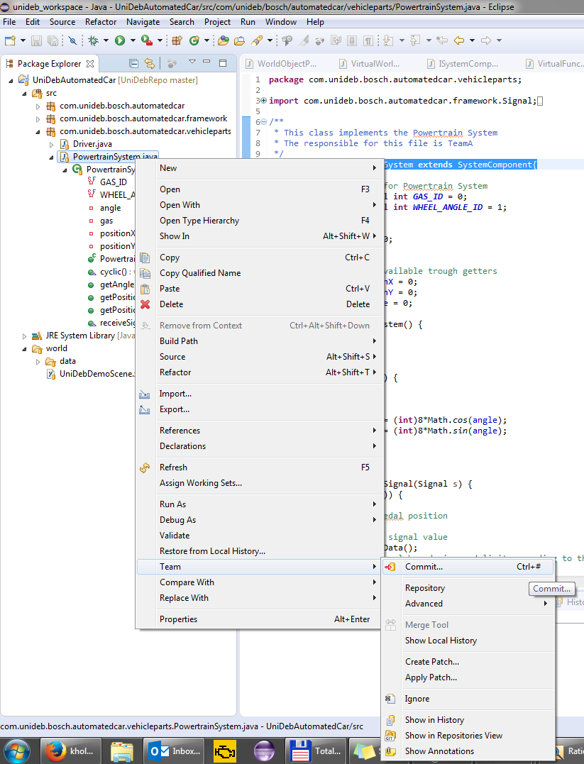 unideb_workspace - Java - UniDebAutomatedCar/src/com/unideb/bosch/automatedcar/vehicleparts/PowertrainSystem.java - Eclipse
File Edit Source Refactor Navigate Search Project Run Window Help
Package Explorer
WorldObjectP...
VirtualWorl...
ISystemComp...
VirtualFunc...
UniDebAutomatedCar [UniDebRepo master]
src
com.unideb.bosch.automatedcar
com.unideb.bosch.automatedcar.framework
com.unideb.bosch.automatedcar.vehicleparts
Driver.java
PowertrainSystem.java
PowertrainSy
GAS_ID
WHEEL_A
angle
gas
positionX
positionY
Powertrai
cyclic() : v
getAngle
getPositi
getPositi
receiveSig
JRE System Library [Java
world
data
UniDebDemoScene.
1 package com.unideb.bosch.automatedcar.vehicleparts;
2
3 import com.unideb.bosch.automatedcar.framework.Signal;
5
6 /**
7 * This class implements the Powertrain System
8 * The responsible for this file is TeamA
9 */
System extends SystemComponent{
for Powertrain System
l int GAS_ID = 0;
l int WHEEL_ANGLE_ID = 1;
0;
vailable trough getters
nX = 0;
nY = 0;
e = 0;
stem() {
) {
= (int)8*Math.cos(angle);
= (int)8*Math.sin(angle);
Signal(Signal s) {
)) {
edal position
signal value
Data();
New
Open F3
Open With
Open Type Hierarchy F4
Show In Alt+Shift+W
Copy Ctrl+C
Copy Qualified Name
Paste Ctrl+V
Delete Delete
Remove from Context Ctrl+Alt+Shift+Down
Build Path
Source Alt+Shift+S
Refactor Alt+Shift+T
Import...
Export...
References
Declarations
Refresh F5
Assign Working Sets...
Run As
Debug As
Validate
Restore from Local History...
Team
Compare With
Replace With
Properties Alt+Enter
Commit... Ctrl+#
Repository
Advanced
Merge Tool
Show Local History
Create Patch...
Apply Patch...
Ignore
Show in History
Show in Repositories View
Show Annotations
Commit...
Histo
com.unideb.bosch.automatedcar.vehicleparts.PowertrainSystem.java - UniDebAutomatedCar/src
khol...
Inbox...
Total...
Ratio